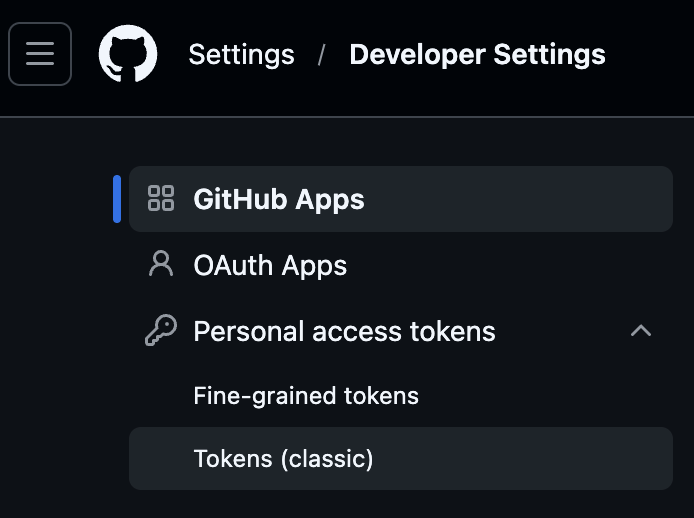 Settings / Developer Settings
GitHub Apps
OAuth Apps
Personal access tokens
Fine-grained tokens
Tokens (classic)